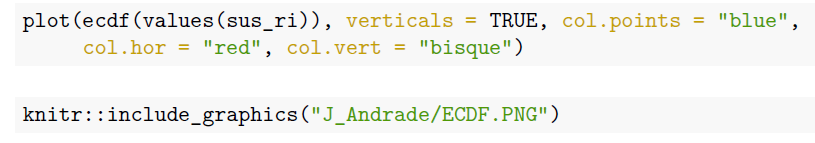 plot(ecdf(values(sus_ri)), verticals = TRUE, col.points = "blue",
     col.hor = "red", col.vert = "bisque")
knitr::include_graphics("J_Andrade/ECDF.PNG")